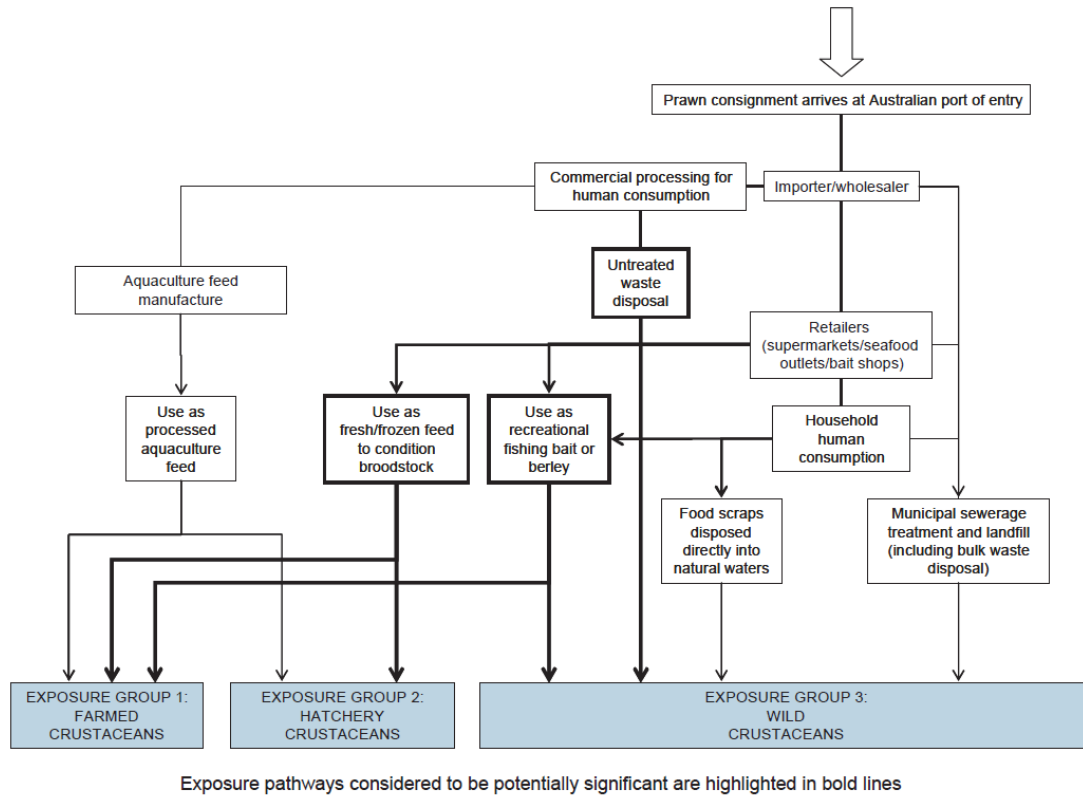 Prawn consignment arrives at Australian port of entry
Commercial processing for
human consumption
Importer/wholesaler
Untreated
waste
disposal
Aquaculture feed
manufacture
Retailers
(supermarkets/seafood
outlets/bait shops)
Use as
processed
aquaculture
feed
Use as
fresh/frozen feed
to condition
broodstock
Use as
recreational
fishing bait or
berley
Household
human
consumption
Food scraps
disposed
directly into
natural waters
Municipal sewerage
treatment and landfill
(including bulk waste
disposal)
EXPOSURE GROUP 1:
FARMED
CRUSTACEANS
EXPOSURE GROUP 2:
HATCHERY
CRUSTACEANS
EXPOSURE GROUP 3:
WILD
CRUSTACEANS
Exposure pathways considered to be potentially significant are highlighted in bold lines